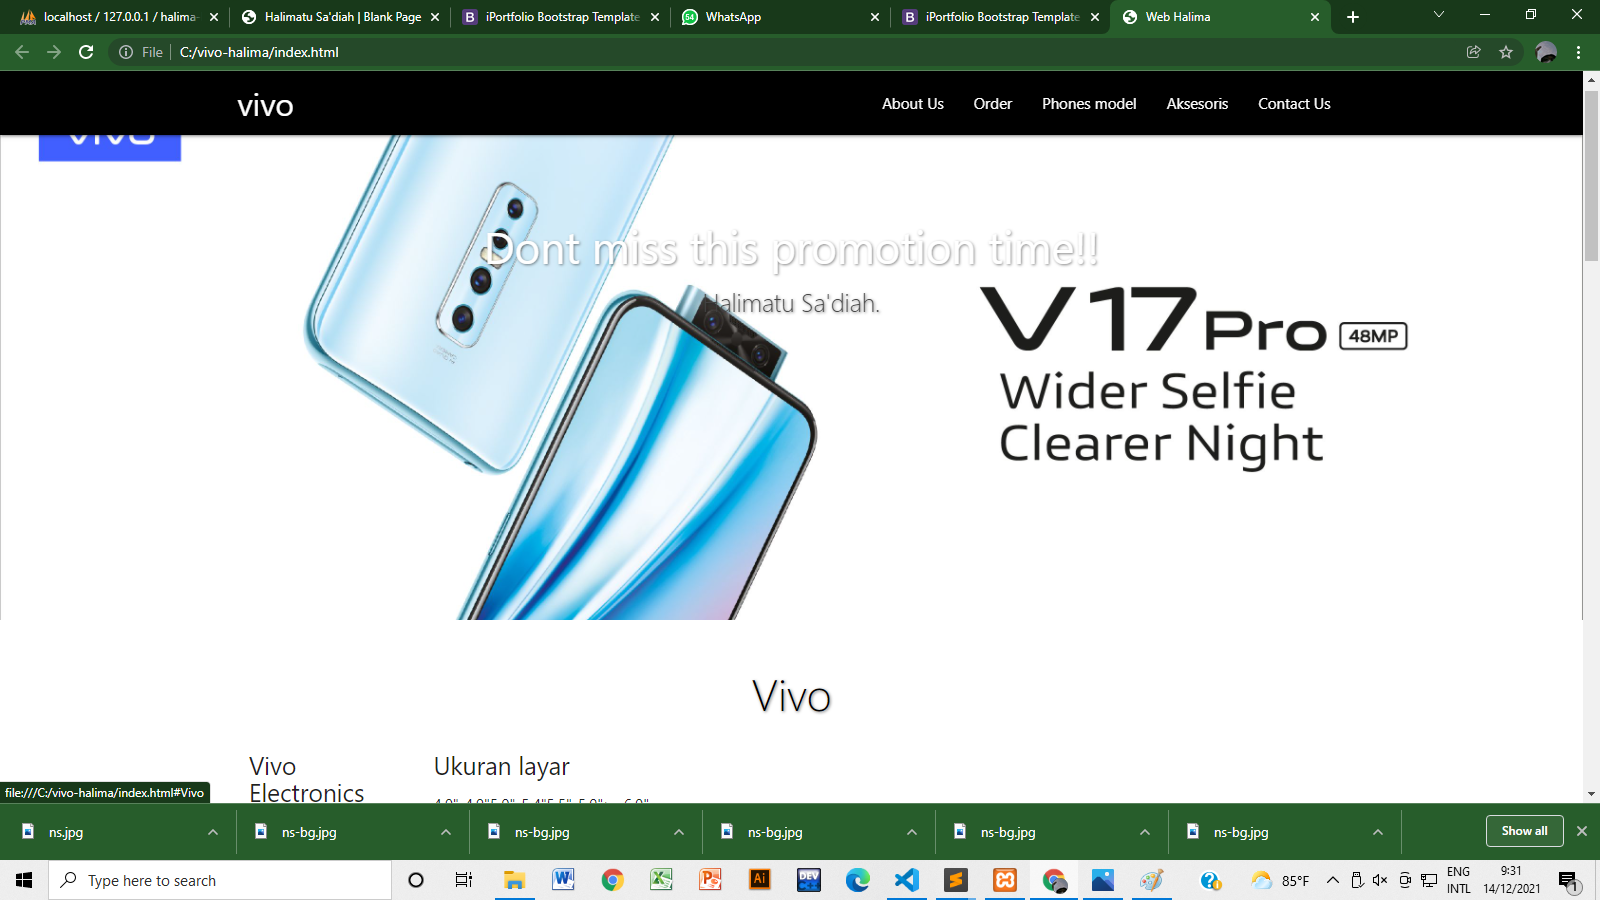 localhost / 127.0.0.1 / halima-
Halimatu Sa'diah | Blank Page
iPortfolio Bootstrap Template
WhatsApp
iPortfolio Bootstrap Template
Web Halima
File
C:/vivo-halima/index.html
vivo
About Us
Order
Phones model
Aksesoris
Contact Us
Dont miss this promotion time!!
Halimatu Sa'diah.
V17Pro 48MP
Wider Selfie
Clearer Night
Vivo
Vivo
Electronics
Ukuran layar
file:///C:/vivo-halima/index.html#Vivo
ns.jpg
ns-bg.jpg
ns-bg.jpg
ns-bg.jpg
ns-bg.jpg
ns-bg.jpg
Show all
Type here to search
85°F
ENG
INTL
9:31
14/12/2021
1